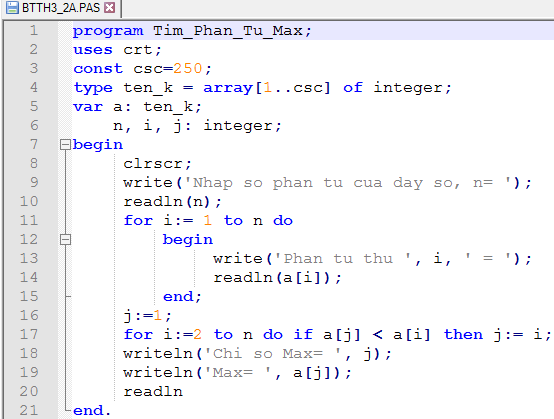 BTTH3_2A.PAS
1 program Tim_Phan_Tu_Max;
2 uses crt;
3 const csc=250;
4 type ten_k = array[1..csc] of integer;
5 var a: ten_k;
6 n, i, j: integer;
7 begin
8 clrscr;
9 write('Nhap so phan tu cua day so, n= ');
10 readln(n);
11 for i:= 1 to n do
12 begin
13 write('Phan tu thu ', i, ' = ');
14 readln(a[i]);
15 end;
16 j:=1;
17 for i:=2 to n do if a[j] < a[i] then j:= i;
18 writeln('Chi so Max= ', j);
19 writeln('Max= ', a[j]);
20 readln
21 end.